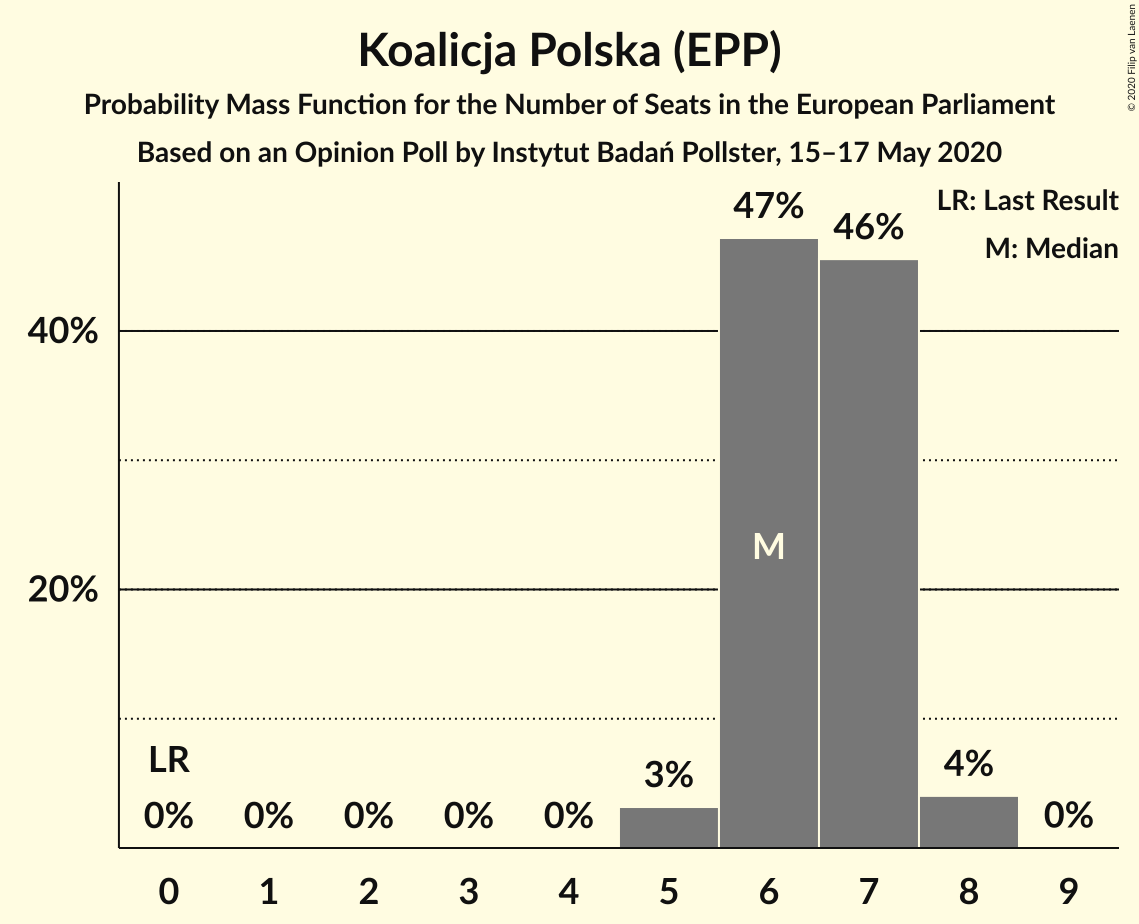 Koalicja Polska (EPP)
Probability Mass Function for the Number of Seats in the European Parliament
Based on an Opinion Poll by Instytut Badań Pollster, 15–17 May 2020
© 2020 Filip van Laenen
LR: Last Result
M: Median
47%
46%
40%
M
20%
LR
3%
4%
0%
0%
0%
0%
0%
0%
0
1
2
3
4
5
6
7
8
9